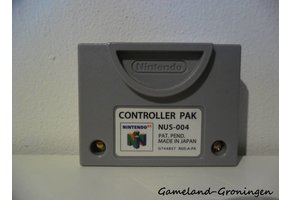 Nintendo
CONTROLLER PAK
NINTENDO 64
NUS-004
PAT. PEND.
MADE IN JAPAN
Gameland-Groningen